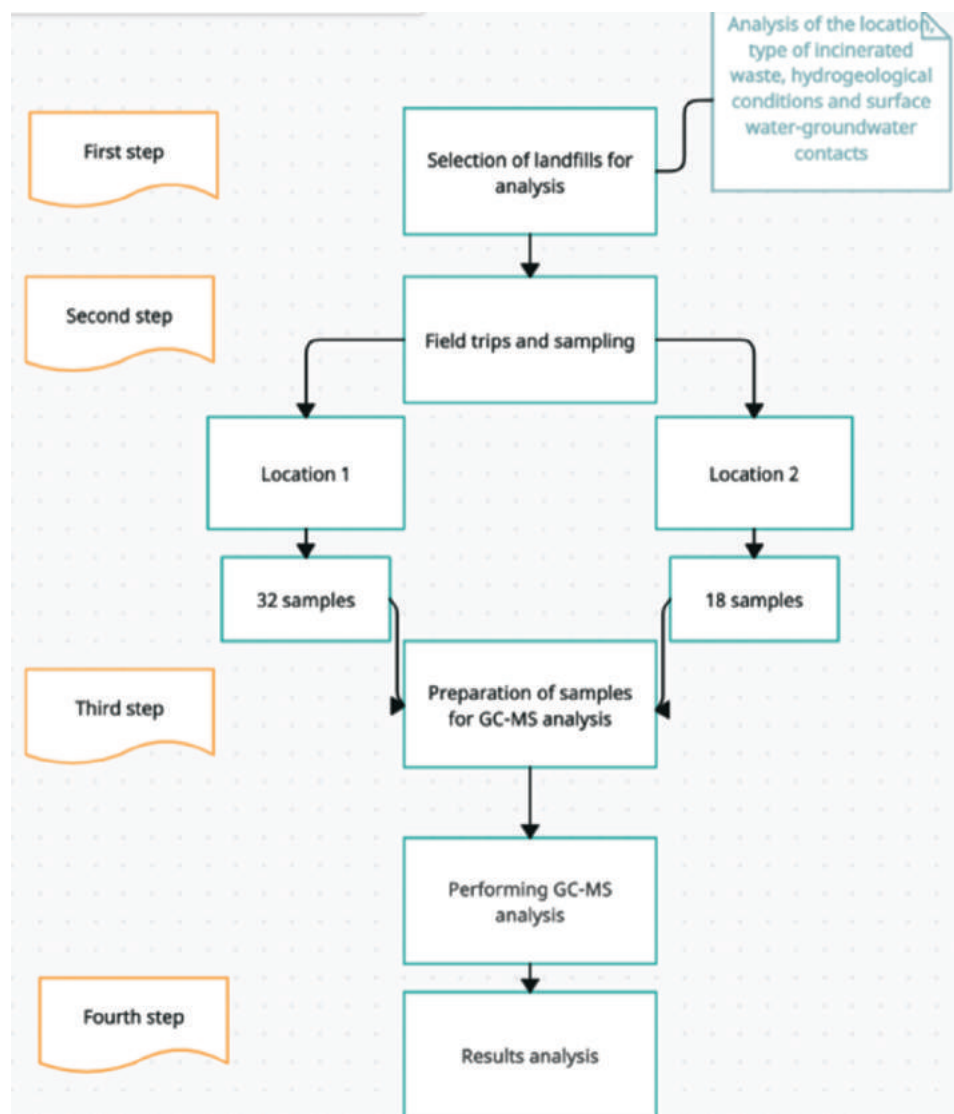 Analysis of the location,
type of incinerated
waste, hydrogeological
conditions and surface
water-groundwater
contacts
First step
Selection of landfills for
analysis
Second step
Field trips and sampling
Location 1
Location 2
32 samples
18 samples
Third step
Preparation of samples
for GC-MS analysis
Performing GC-MS
analysis
Fourth step
Results analysis